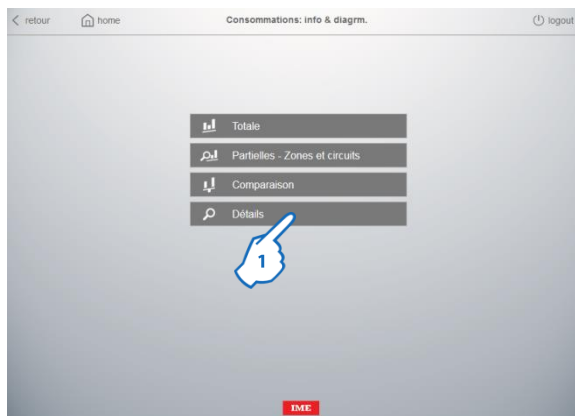 retour
home
Consommations: info & diagrm.
logout
Totale
Partielles - Zones et circuits
Comparaison
Détails
1
IME